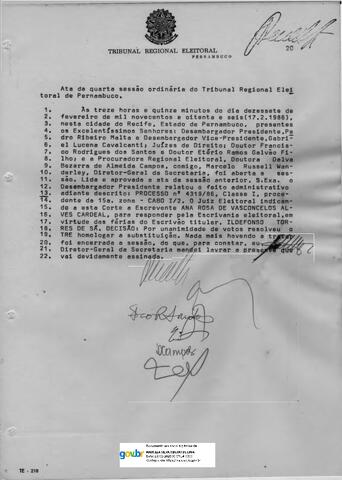 TRIBUNAL REGIONAL ELEITORAL
PERNAMBUCO
20
Ata da quarta sessão ordinária do Tribunal Regional Elei
toral de Pernambuco.
1. Às treze horas e quinze minutos do dia dezessete de
2. fevereiro de mil novecentos e oitenta e seis(17.2.1986),
3. nesta cidade do Recife, Estado de Pernambuco, presentes
4. os Excelentíssimos Senhores: Desembargador Presidente,Pe
5. dro Ribeiro Malta e Desembargador Vice-Presidente,Gabri
6. el Lucena Cavalcanti; Juízes de Direito; Doutor Francis-
7. co Rodrigues dos Santos e Doutor Etério Ramos Galvão Fi-
8. lho; e a Procuradora Regional Eleitoral, Doutora Dalva
9. Bezerra de Almeida Campos, comigo, Marcelo Russell Wan-
10. derley, Diretor-Geral da Secretaria, foi aberta a ses-
11. são. Lida e aprovada a ata da sessão anterior, S.Exa. o
12. Desembargador Presidente relatou o feito administrativo
13. adiante descrito: PROCESSO nº 4319/86, Classe I, proce-
14. dente da 15a. zona - CABO I/2. O Juiz Eleitoral indican-
15. do a esta Corte a Escrevente ANA ROSA DE VASCONCELOS AL-
16. VES CARDEAL, para responder pela Escrivania eleitoral,em
17. virtude das férias do Escrivão titular, ILDEFONSO TOR-
18. RES DE SÁ. DECISÃO: Por unanimidade de votos resolveu o
19. TRE homologar a substituição. Nada mais havendo a tratar
20. foi encerrada a sessão, do que, para constar, eu
21. Diretor-Geral da Secretaria mandei lavrar a presente que
22. vai devidamente assinada.
TE - 218
gov.br